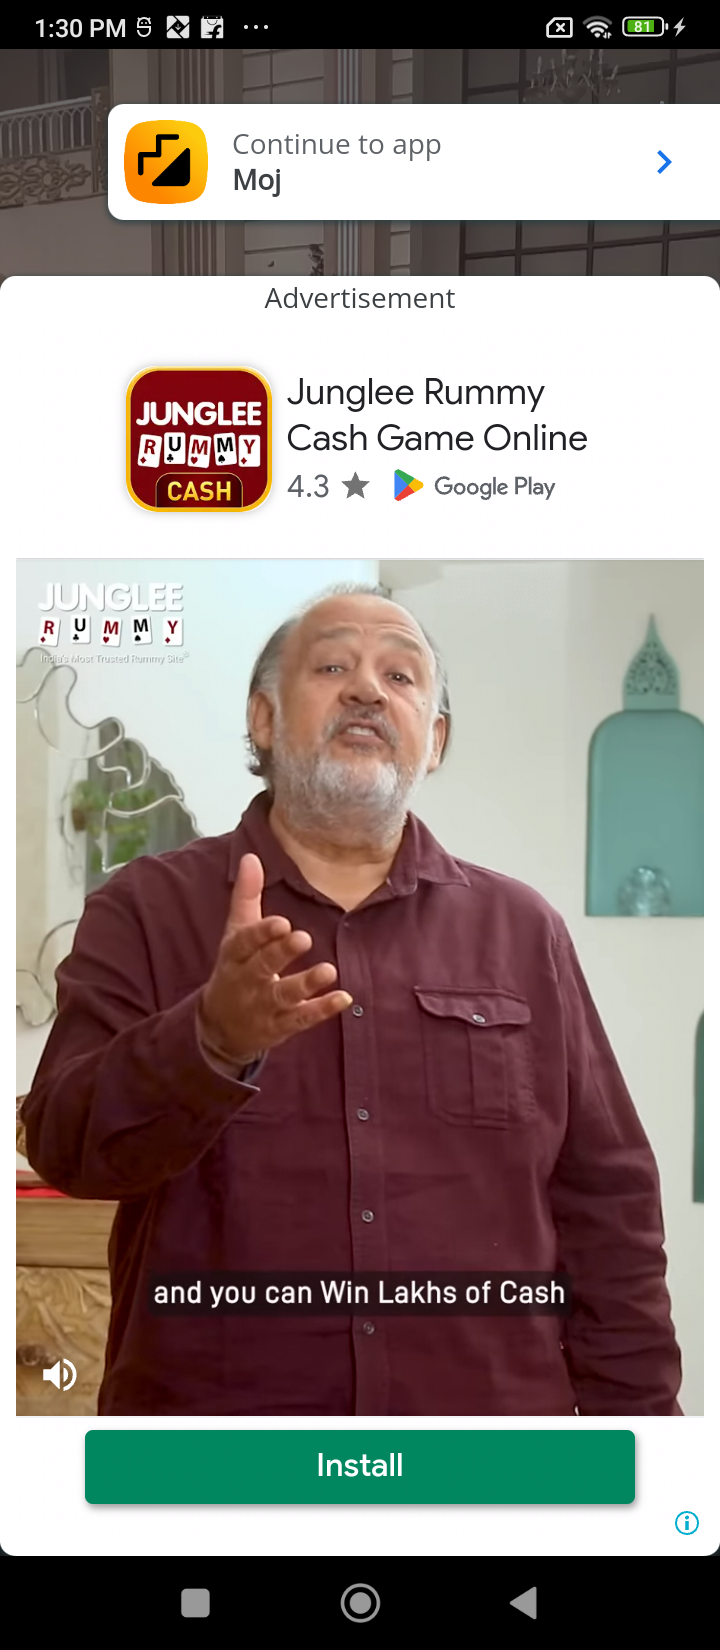 1:30 PM
81
Continue to app
Moj
Advertisement
JUNGLEE
RUMMY
CASH
Junglee Rummy
Cash Game Online
4.3
Google Play
JUNGLEE
RUMMY
India's Most Trusted Rummy Site®
and you can Win Lakhs of Cash
Install